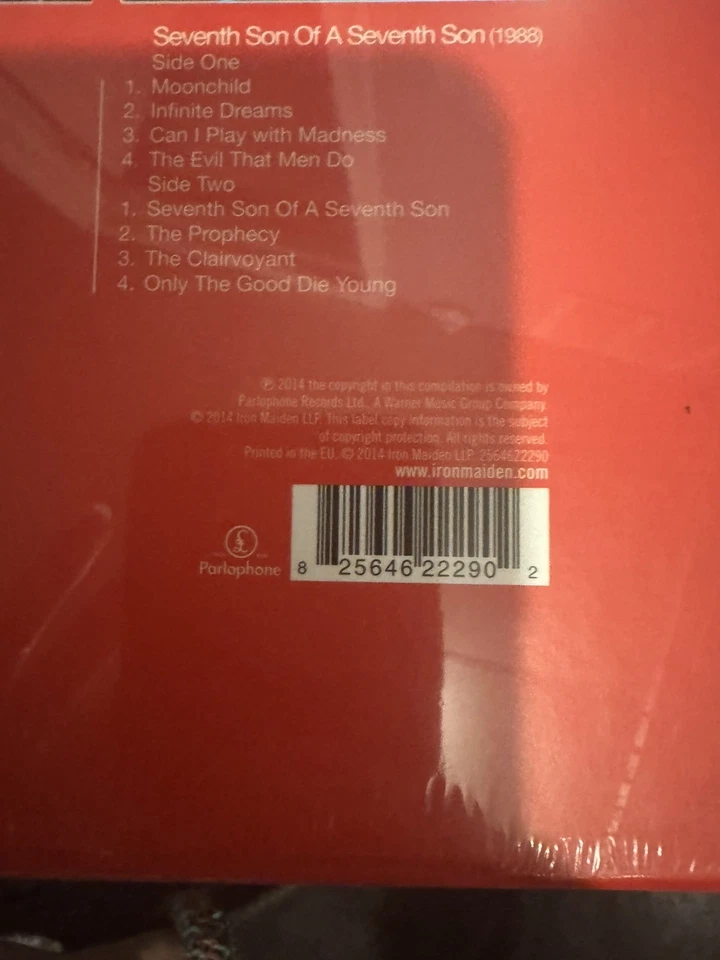 Seventh Son Of A Seventh Son (1988)
Side One
1. Moonchild
2. Infinite Dreams
3. Can I Play with Madness
4. The Evil That Men Do
Side Two
1. Seventh Son Of A Seventh Son
2. The Prophecy
3. The Clairvoyant
4. Only The Good Die Young
℗ 2014 the copyright in this compilation is owned by
Parlophone Records Ltd., A Warner Music Group Company.
© 2014 Iron Maiden LLP. This label copy information is the subject
of copyright protection. All rights reserved.
Printed in the EU. © 2014 Iron Maiden LLP. 2564622290
www.ironmaiden.com
£
Parlophone
8 25646 22290 2